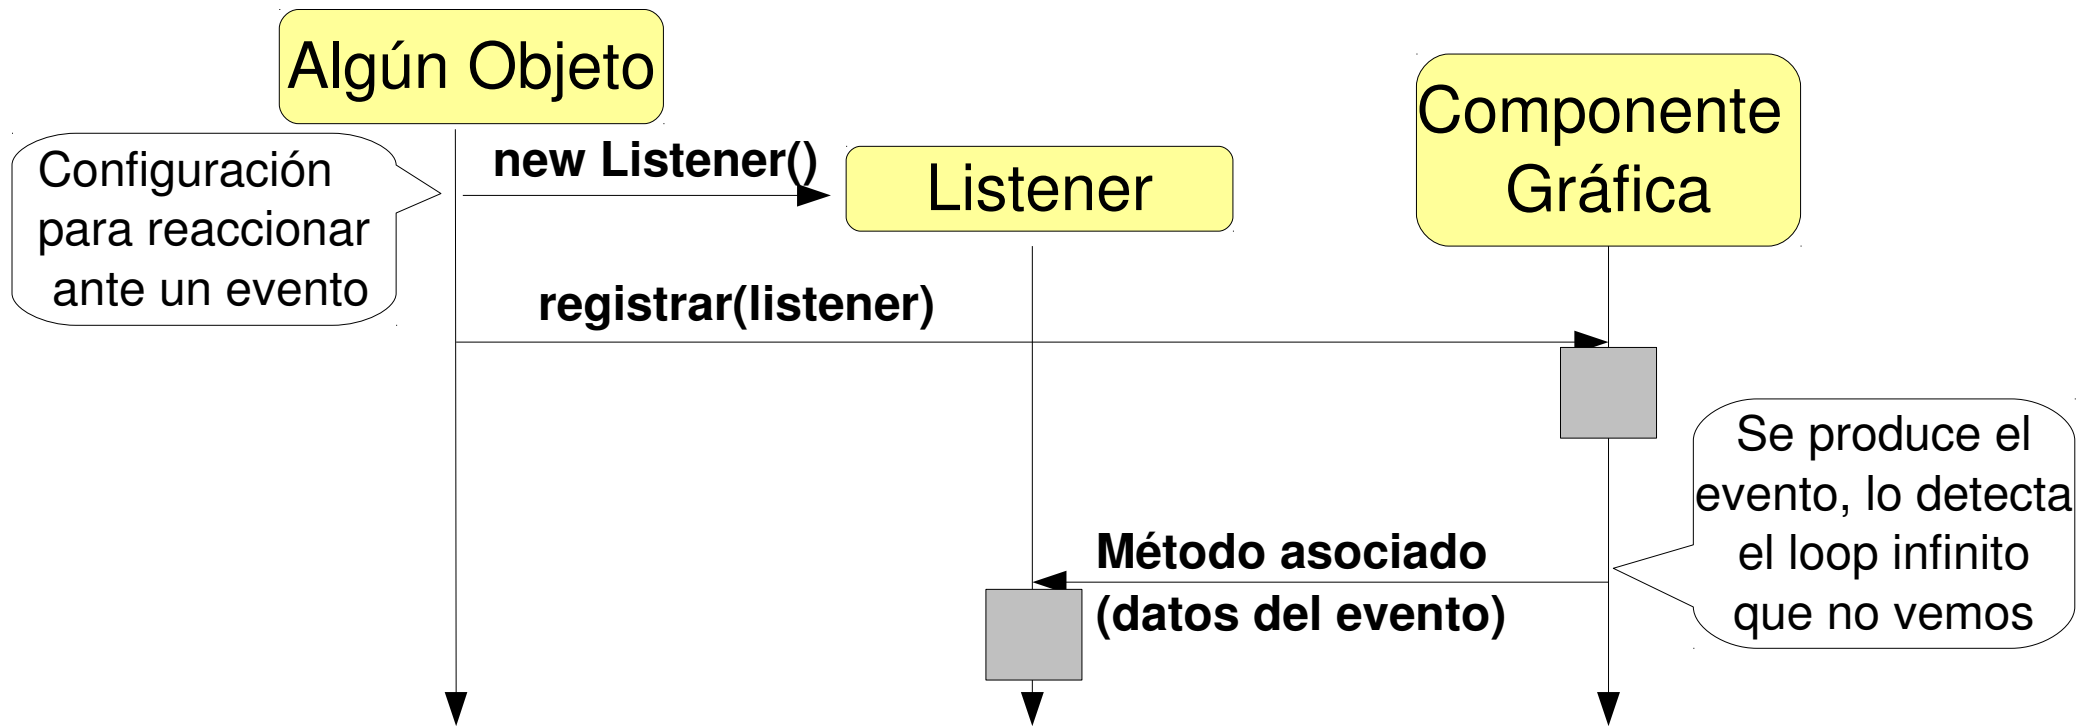 Algún Objeto
Configuración
para reaccionar
ante un evento
new Listener()
Listener
Componente
Gráfica
registrar(listener)
Se produce el
evento, lo detecta
el loop infinito
que no vemos
Método asociado
(datos del evento)